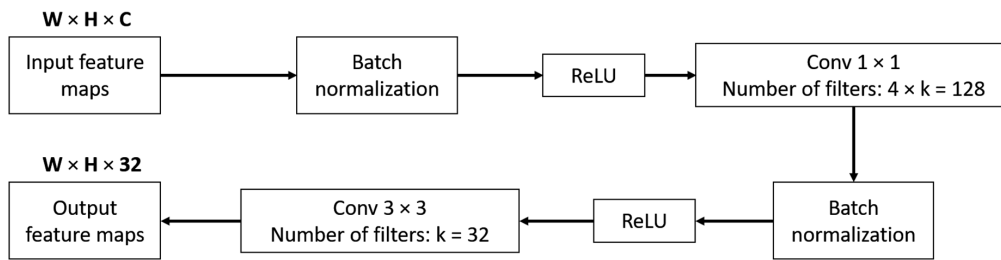 W × H × C
Input feature
maps
Batch
normalization
ReLU
Conv 1 × 1
Number of filters: 4 × k = 128
Batch
normalization
ReLU
Conv 3 × 3
Number of filters: k = 32
W × H × 32
Output
feature maps